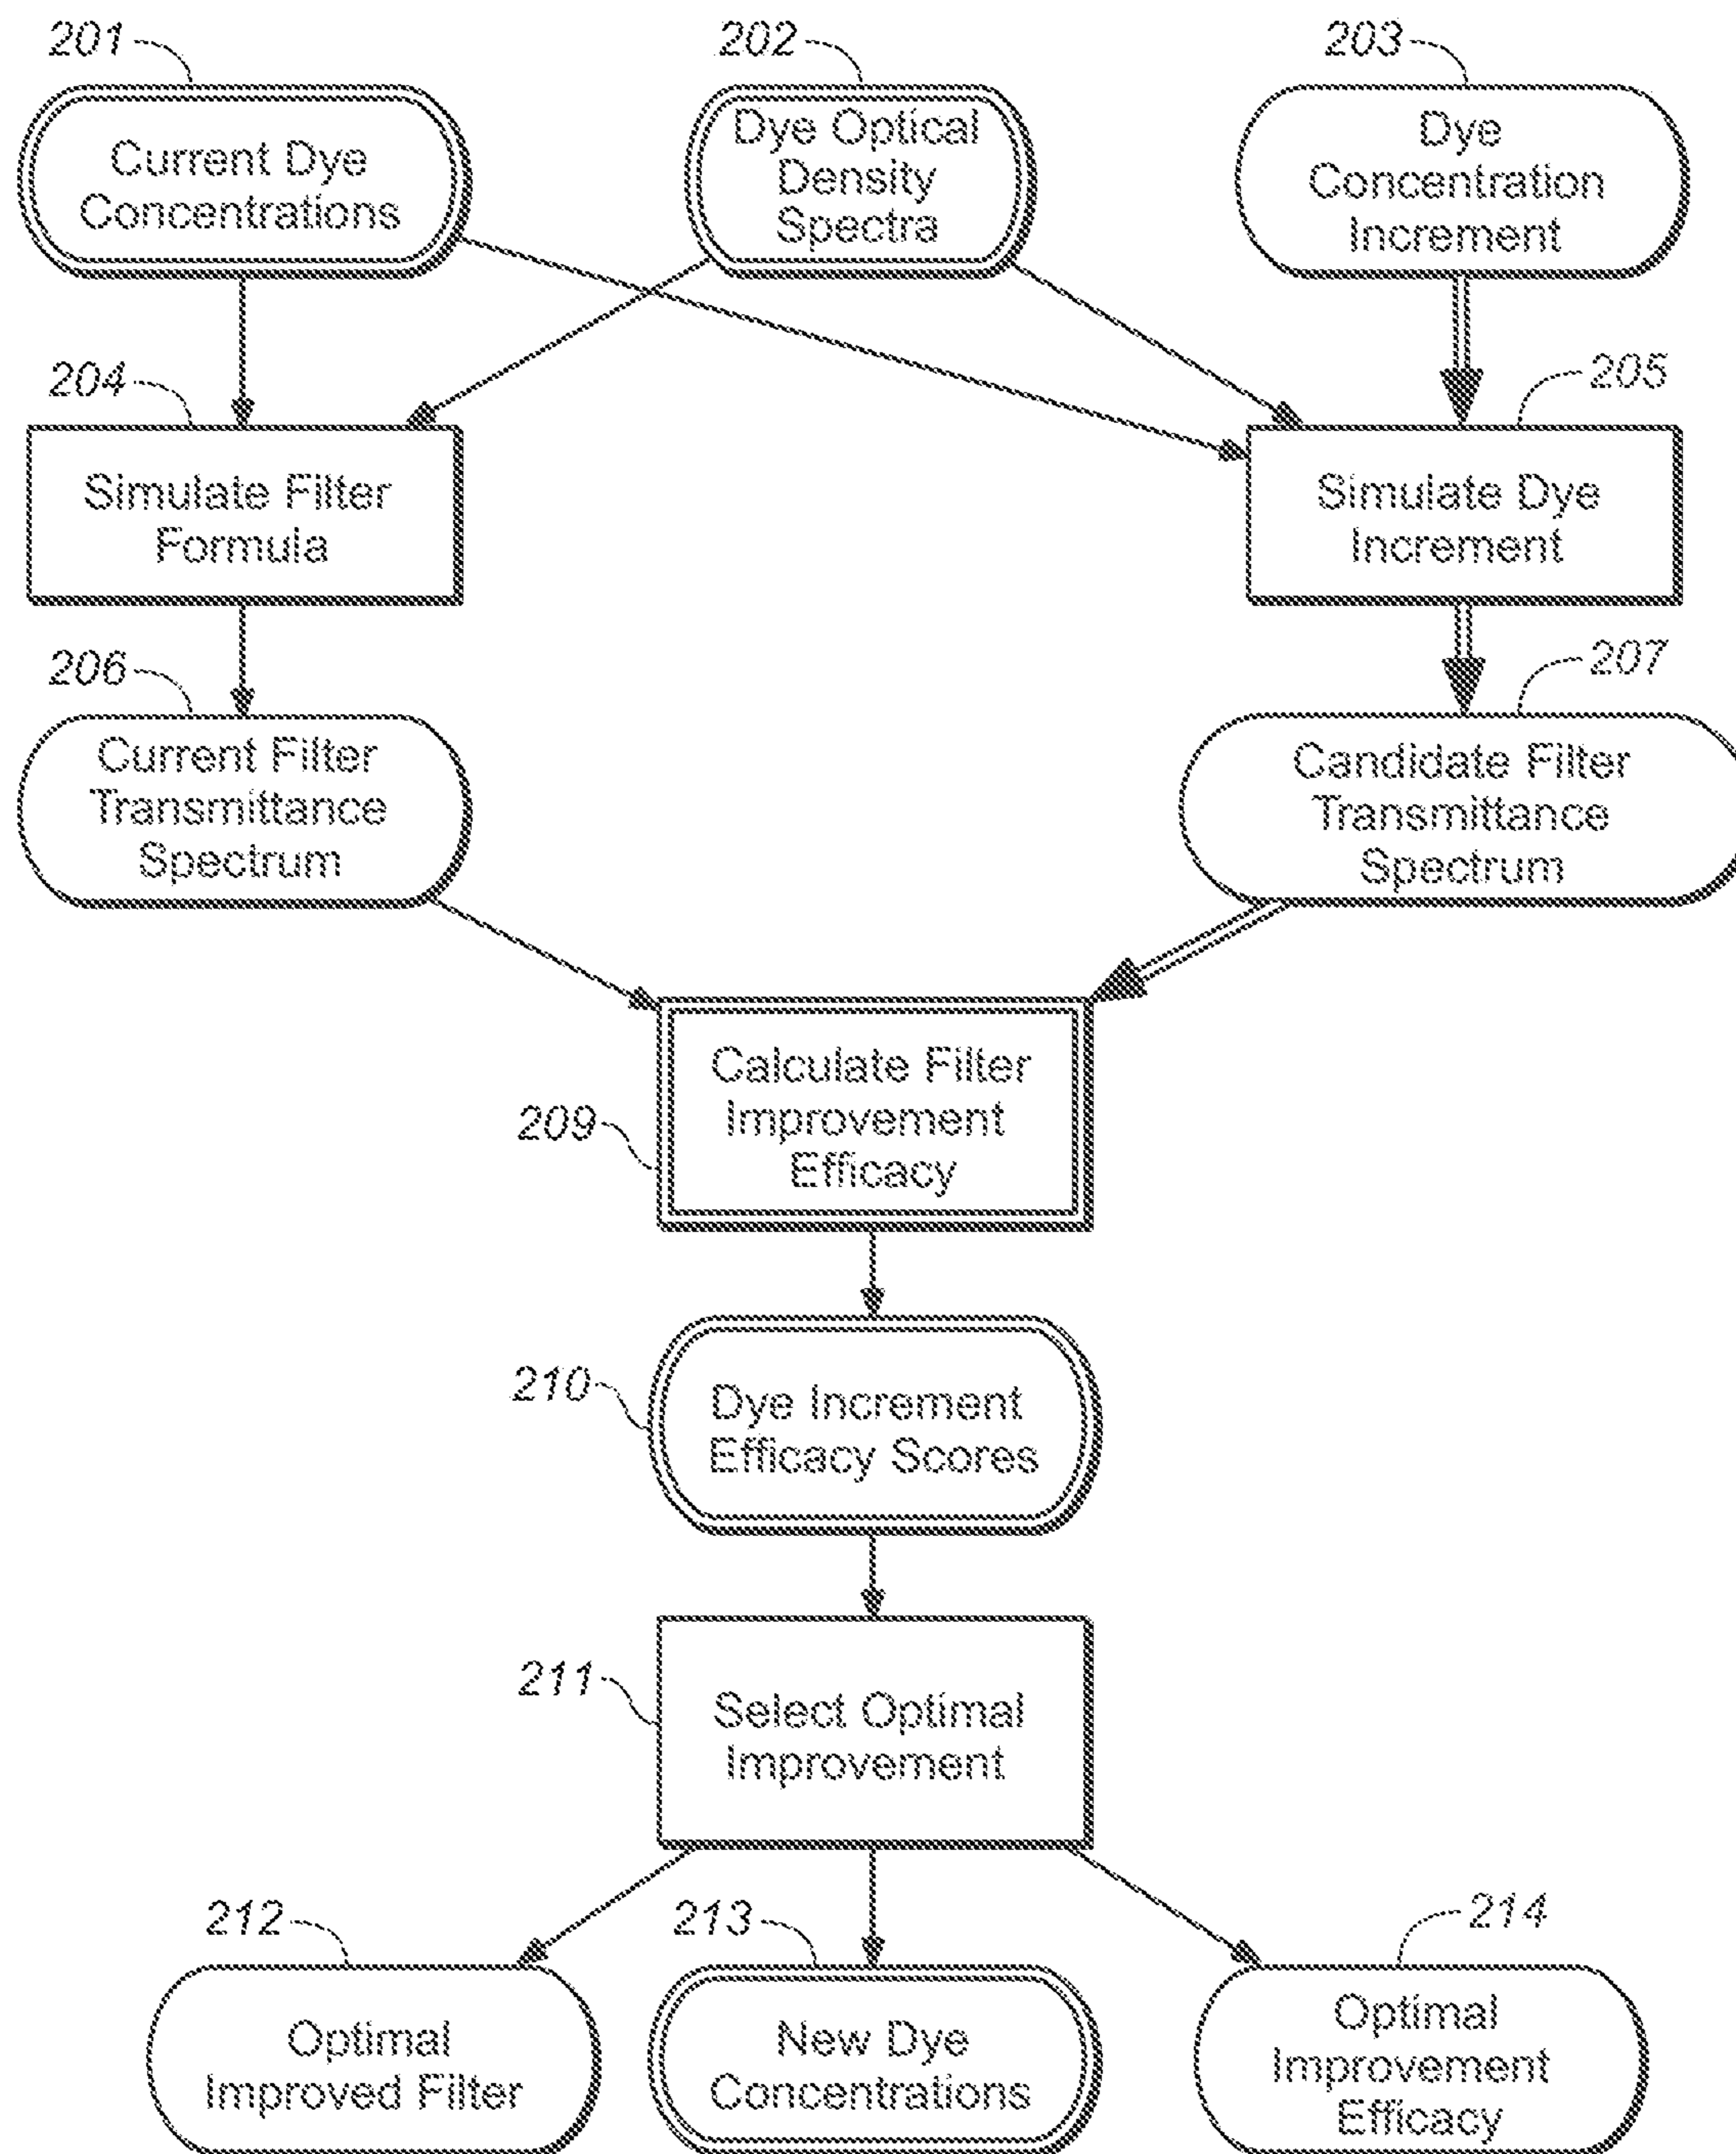 201
202
203
Current Dye
Concentrations
Dye Optical
Density
Spectra
Dye
Concentration
Increment
204
205
Simulate Filter
Formula
Simulate Dye
Increment
206
207
Current Filter
Transmittance
Spectrum
Candidate Filter
Transmittance
Spectrum
209
Calculate Filter
Improvement
Efficacy
210
Dye Increment
Efficacy Scores
211
Select Optimal
Improvement
212
213
214
Optimal
Improved Filter
New Dye
Concentrations
Optimal
Improvement
Efficacy